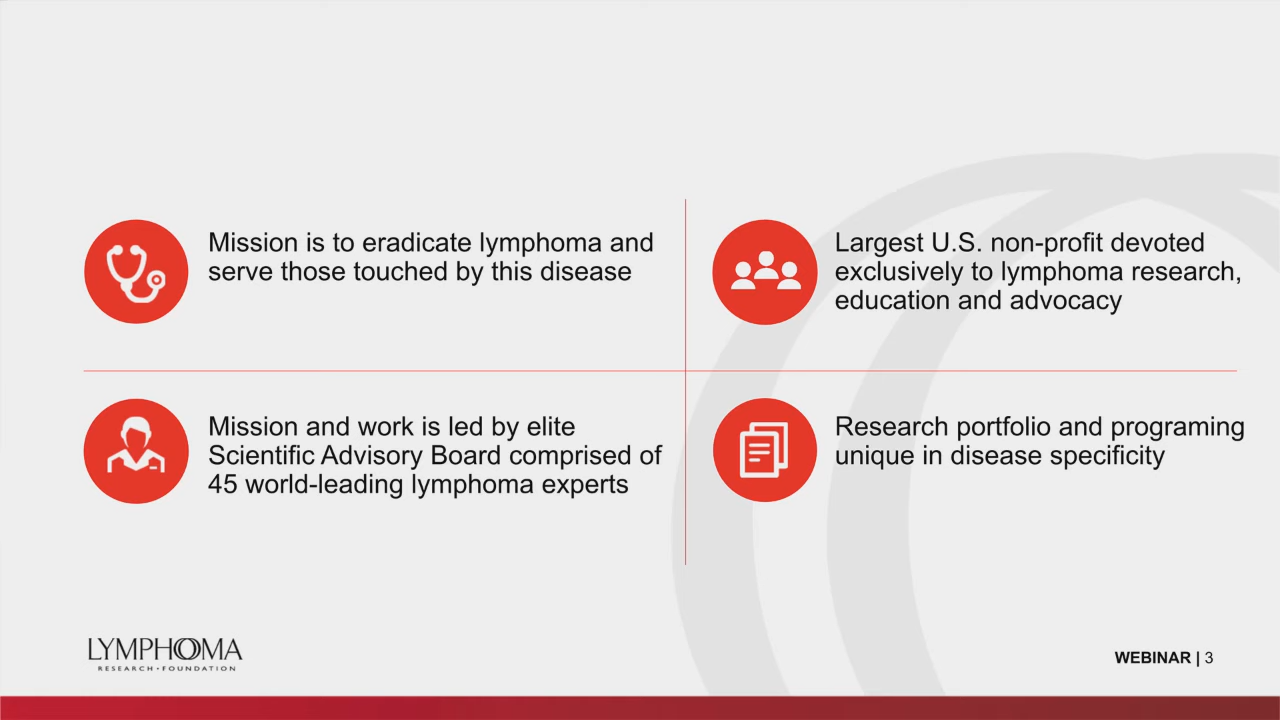 Mission is to eradicate lymphoma and
serve those touched by this disease
Largest U.S. non-profit devoted
exclusively to lymphoma research,
education and advocacy
Mission and work is led by elite
Scientific Advisory Board comprised of
45 world-leading lymphoma experts
Research portfolio and programing
unique in disease specificity
LYMPHOMA
RESEARCH • FOUNDATION
WEBINAR | 3